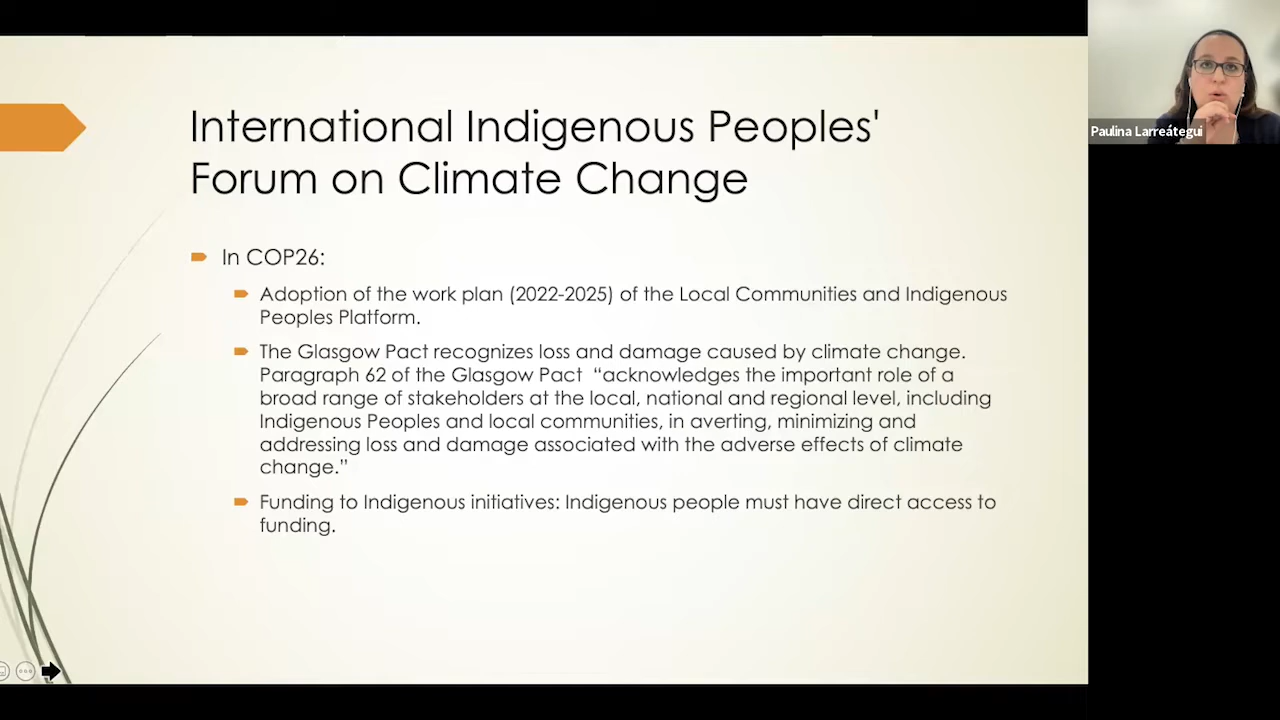 International Indigenous Peoples'
Forum on Climate Change
In COP26:
Adoption of the work plan (2022-2025) of the Local Communities and Indigenous
Peoples Platform.
The Glasgow Pact recognizes loss and damage caused by climate change.
Paragraph 62 of the Glasgow Pact “acknowledges the important role of a
broad range of stakeholders at the local, national and regional level, including
Indigenous Peoples and local communities, in averting, minimizing and
addressing loss and damage associated with the adverse effects of climate
change.”
Funding to Indigenous initiatives: Indigenous people must have direct access to
funding.
Paulina Larreátegui